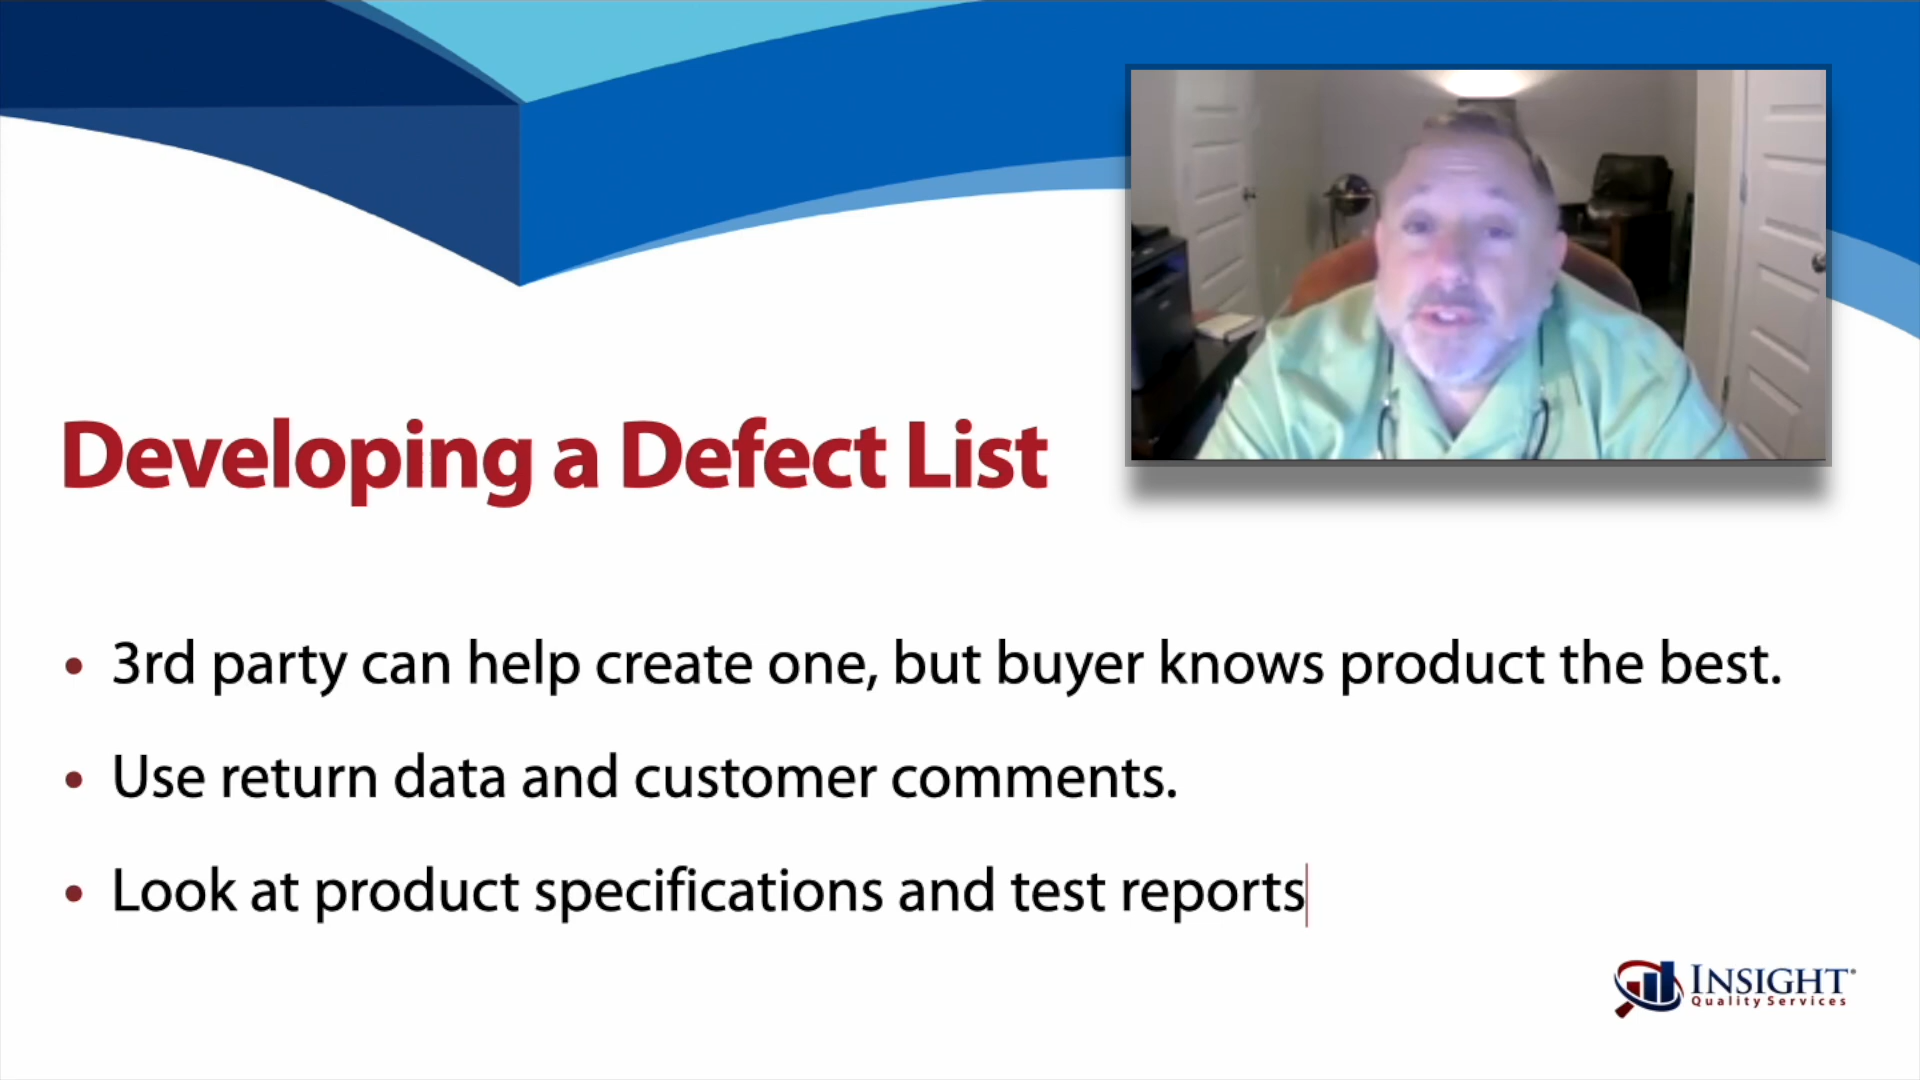 Developing a Defect List
• 3rd party can help create one, but buyer knows product the best.
• Use return data and customer comments.
• Look at product specifications and test reports
INSIGHT®
Quality Services